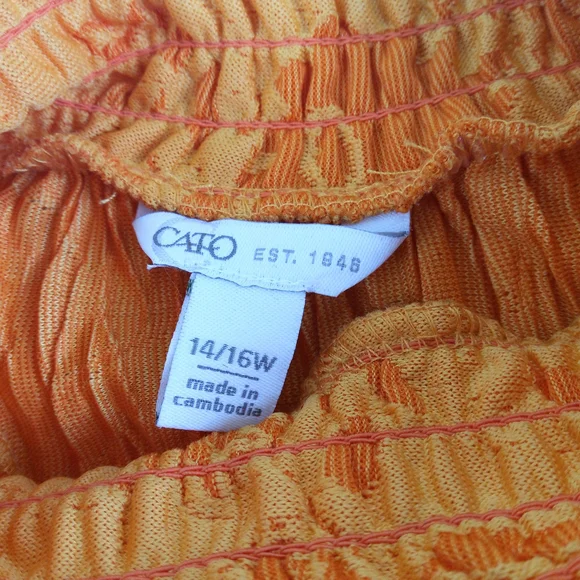 CATO EST. 1946
14/16W
made in
cambodia